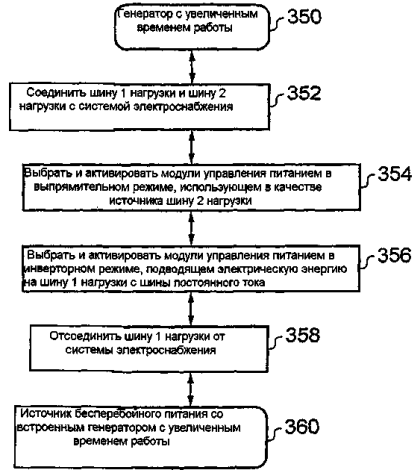 Генератор с увеличенным
временем работы
350
Соединить шину 1 нагрузки и шину 2
нагрузки с системой электроснабжения
352
Выбрать и активировать модули управления питанием в
выпрямительном режиме, использующем в качестве
источника шину 2 нагрузки
354
Выбрать и активировать модули управления питанием в
инверторном режиме, подводящем электрическую энергию
на шину 1 нагрузки с шины постоянного тока
356
Отсоединить шину 1 нагрузки от
системы электроснабжения
358
Источник бесперебойного питания со
встроенным генератором с увеличенным
временем работы
360